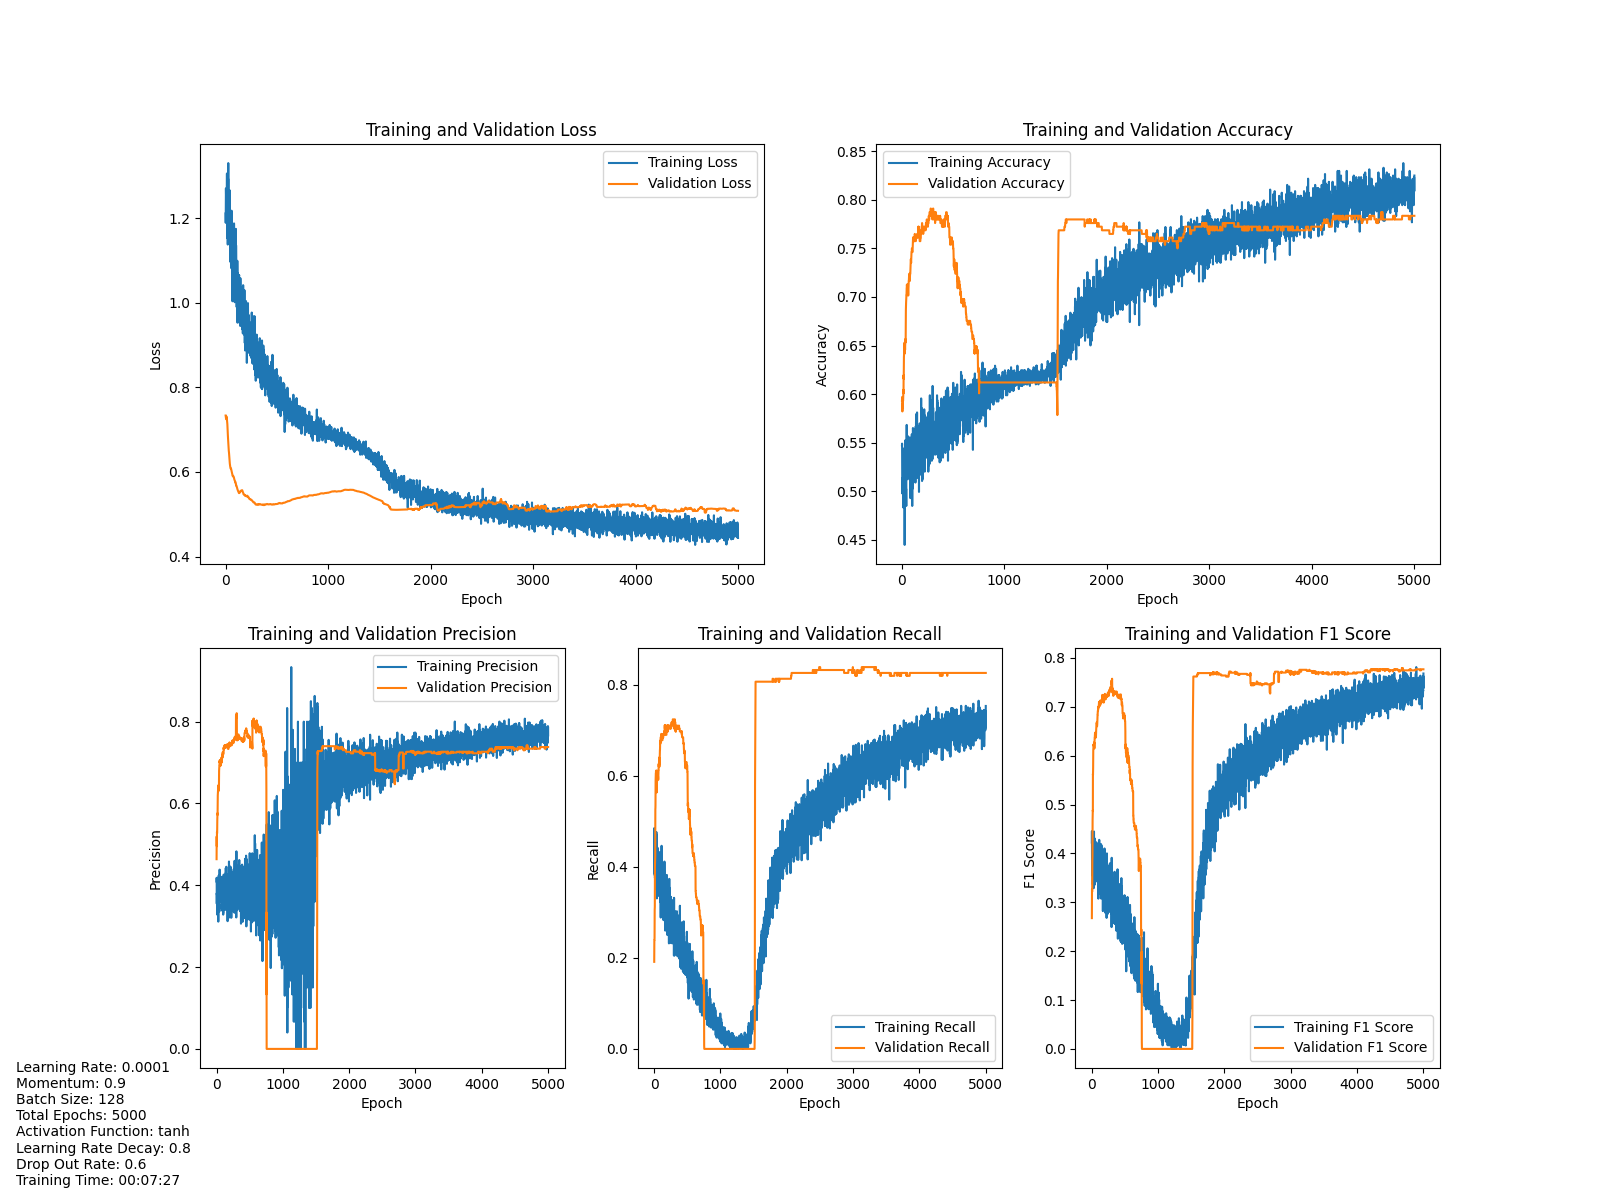 Training and Validation Loss
1.2
1.0
0.8
0.6
0.4
Loss
0
1000
2000
3000
4000
5000
Epoch
Training Loss
Validation Loss
Training and Validation Accuracy
0.85
0.80
0.75
0.70
0.65
0.60
0.55
0.50
0.45
Accuracy
0
1000
2000
3000
4000
5000
Epoch
Training Accuracy
Validation Accuracy
Training and Validation Precision
0.8
0.6
0.4
0.2
0.0
Precision
0
1000
2000
3000
4000
5000
Epoch
Training Precision
Validation Precision
Training and Validation Recall
0.8
0.6
0.4
0.2
0.0
Recall
0
1000
2000
3000
4000
5000
Epoch
Training Recall
Validation Recall
Training and Validation F1 Score
0.8
0.7
0.6
0.5
0.4
0.3
0.2
0.1
0.0
F1 Score
0
1000
2000
3000
4000
5000
Epoch
Training F1 Score
Validation F1 Score
Learning Rate: 0.0001
Momentum: 0.9
Batch Size: 128
Total Epochs: 5000
Activation Function: tanh
Learning Rate Decay: 0.8
Drop Out Rate: 0.6
Training Time: 00:07:27